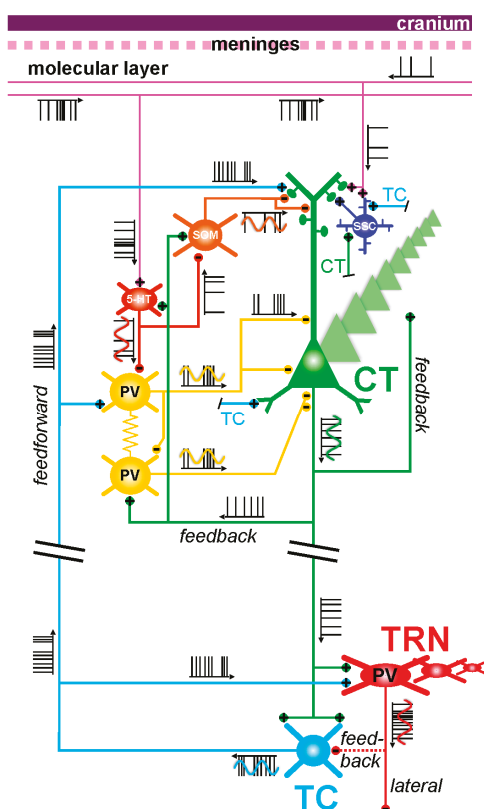 cranium
meninges
molecular layer
TC
SOM
SSC
CT
5-HT
feedforward
PV
CT
feedback
TC
PV
feedback
TRN
PV
feed-
back
TC
lateral